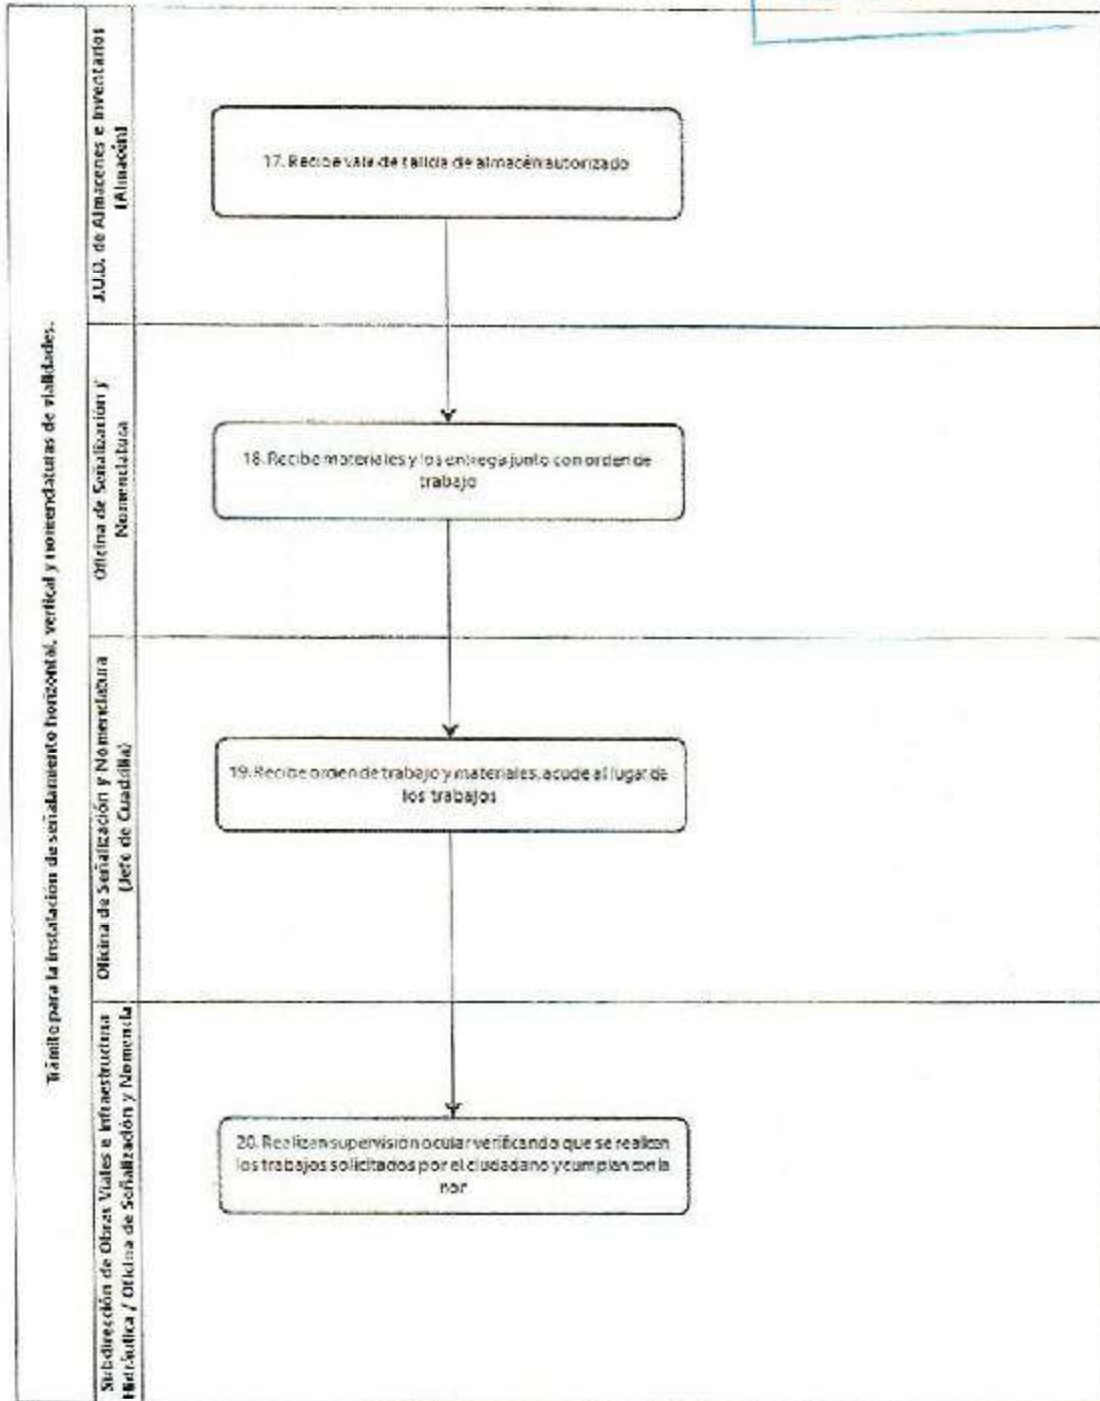 Trámite para la instalación de señalamiento horizontal, vertical y nomenclaturas de vialidades.
J.U.D. de Almacenes e Inventarios
(Almacén)
17. Recibe vale de salida de almacén autorizado
Oficina de Señalización y
Nomenclatura
18. Recibe materiales y los entrega junto con orden de
trabajo
Oficina de Señalización y Nomenclatura
(Jefe de Cuadrilla)
19. Recibe orden de trabajo y materiales, acude al lugar de
los trabajos
Subdirección de Obras Viales e Infraestructura
Hidráulica / Oficina de Señalización y Nomencla
20. Realizan supervisión ocular verificando que se realicen
los trabajos solicitados por el ciudadano y cumplan con la
nor